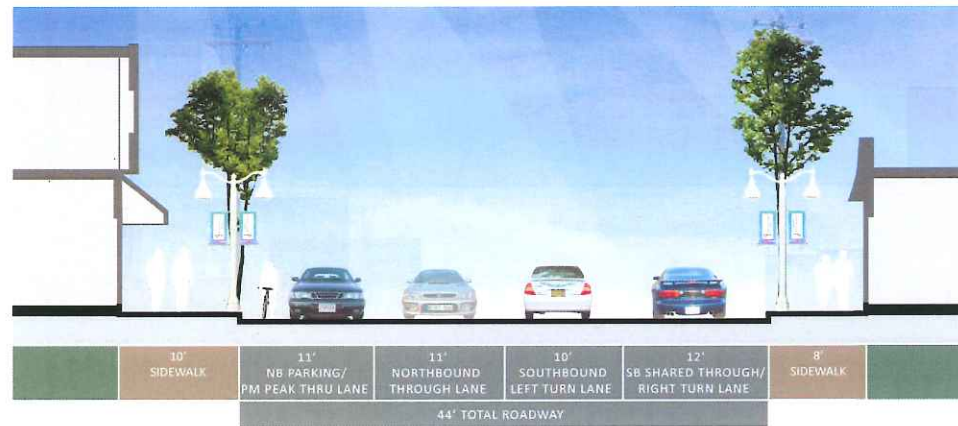 10'
SIDEWALK
11'
NB PARKING/
PM PEAK THRU LANE
11'
NORTHBOUND
THROUGH LANE
10'
SOUTHBOUND
LEFT TURN LANE
12'
SB SHARED THROUGH/
RIGHT TURN LANE
8'
SIDEWALK
44' TOTAL ROADWAY